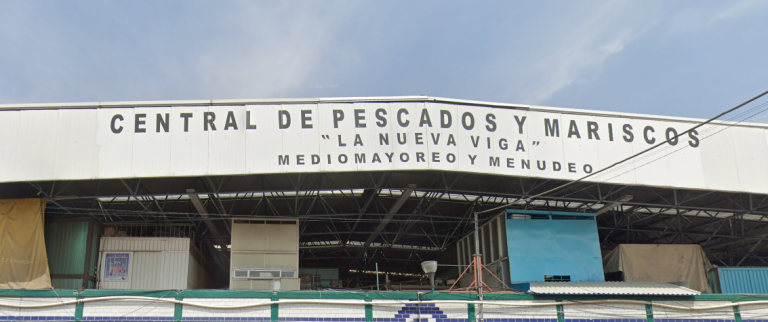 CENTRAL DE PESCADOS Y MARISCOS
"LA NUEVA VIGA"
MEDIOMAYOREO Y MENUDEO